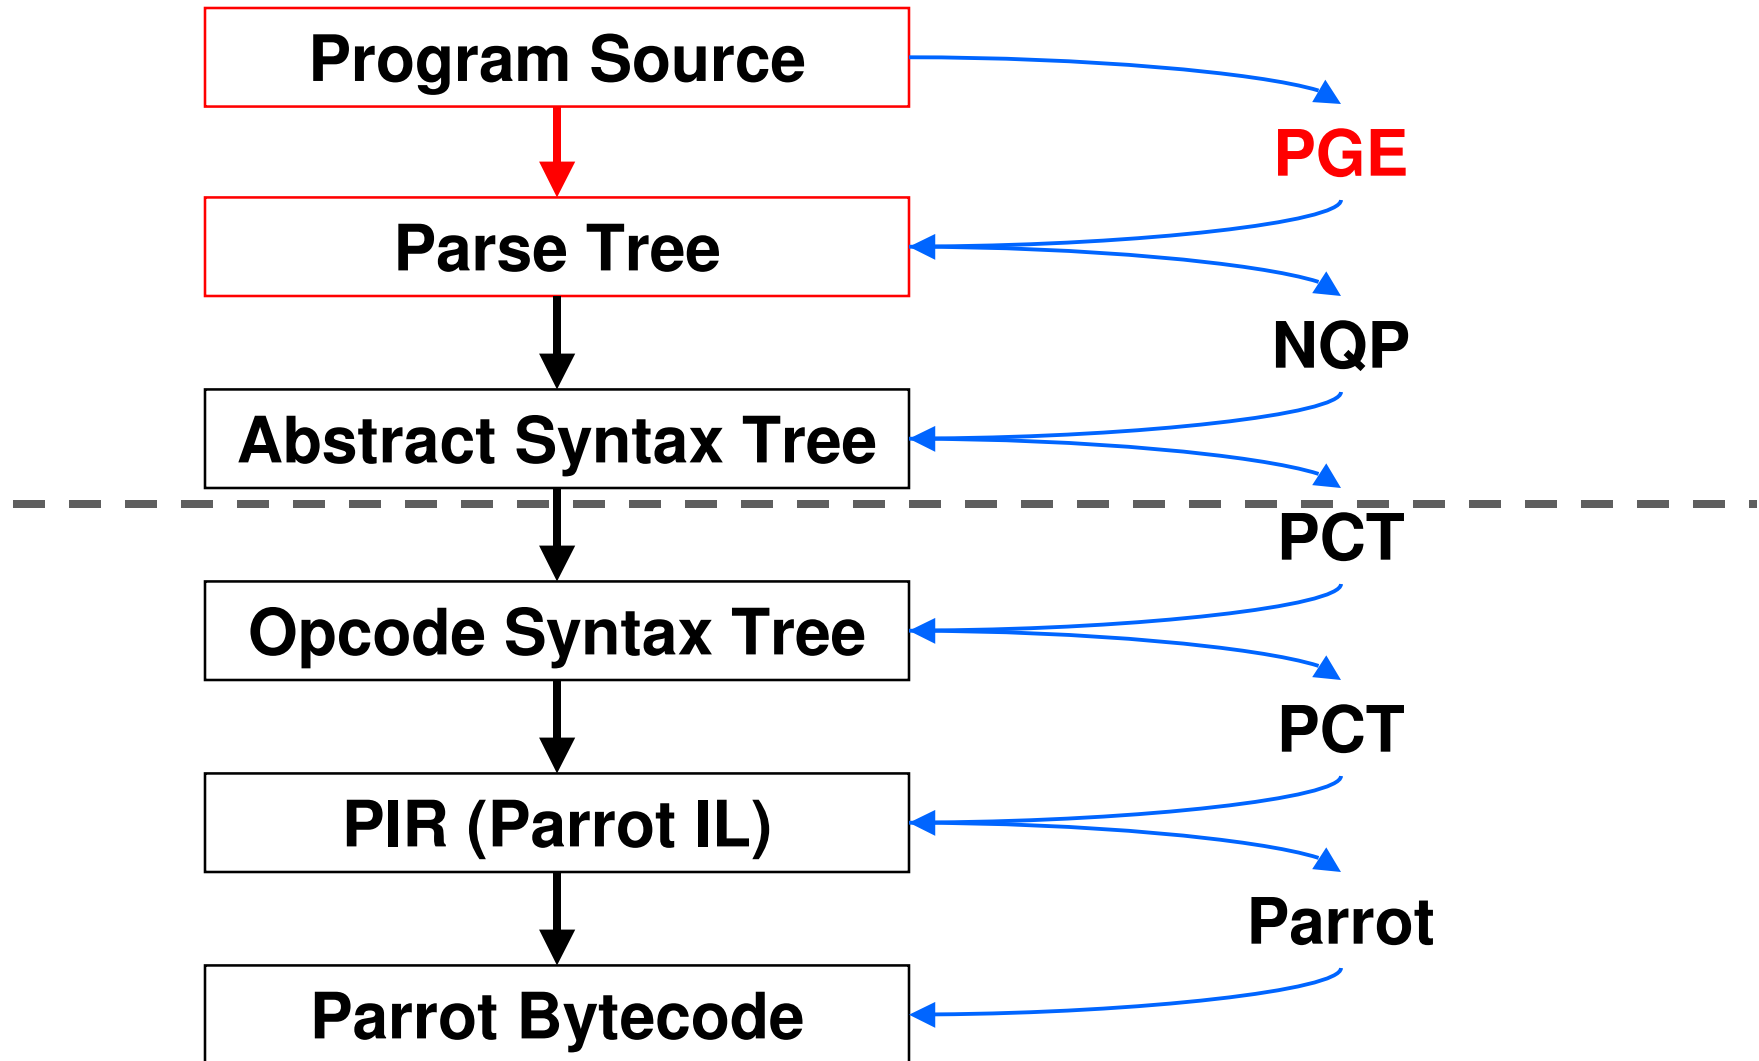 Program Source
PGE
Parse Tree
NQP
Abstract Syntax Tree
PCT
Opcode Syntax Tree
PCT
PIR (Parrot IL)
Parrot
Parrot Bytecode